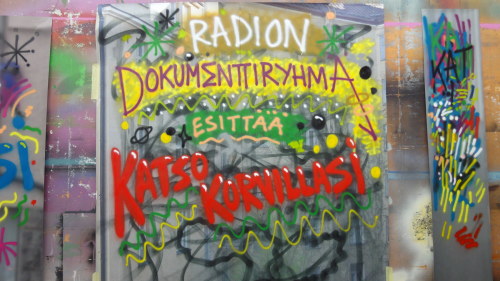 RADION
DOKUMENTTIRYHMÄ
ESITTÄÄ
KATSO
KORVILLASI